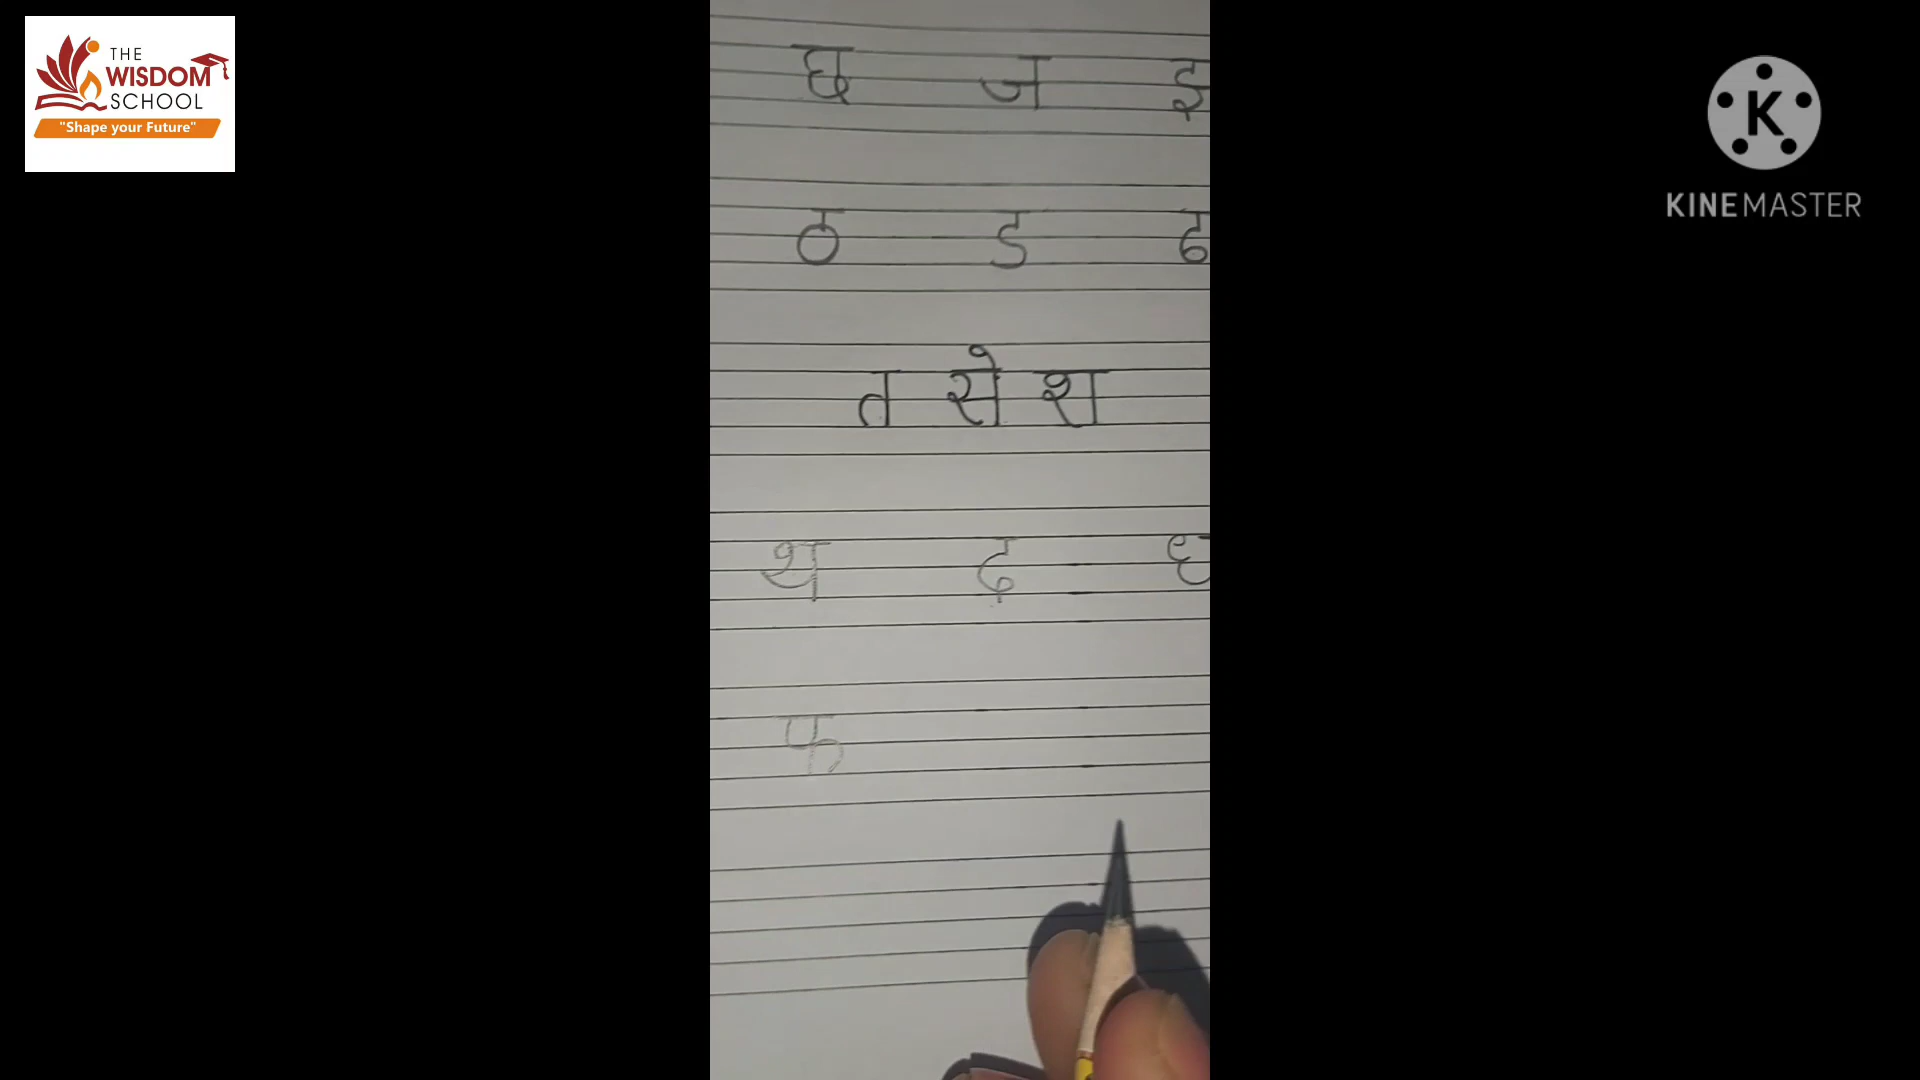 THE
WISDOM
SCHOOL
"Shape your Future"
K
KINEMASTER
छ ज इ
ठ ड ढ
त से श
थ द ध
फ